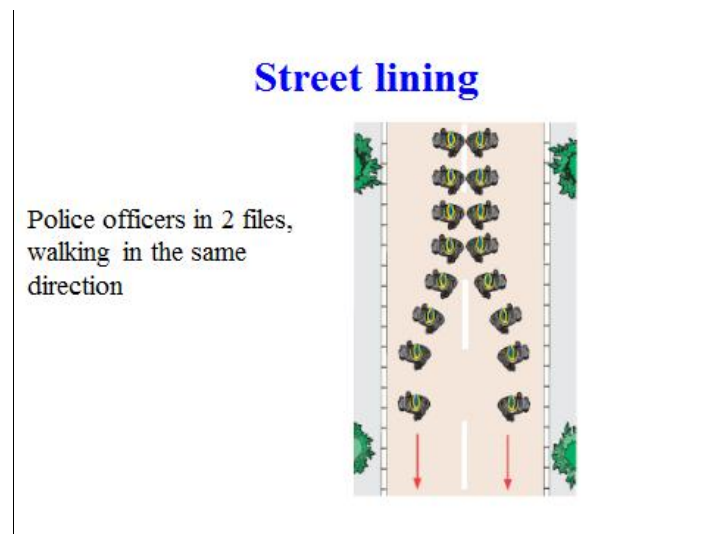 Street lining
Police officers in 2 files,
walking in the same
direction